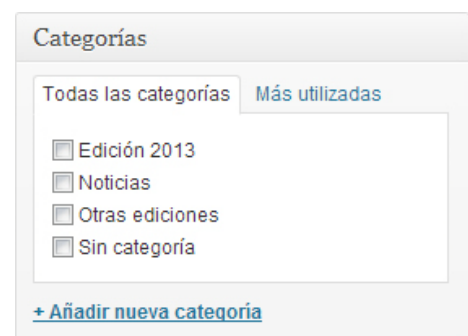 Categorías
Todas las categorías Más utilizadas
Edición 2013
Noticias
Otras ediciones
Sin categoría
+ Añadir nueva categoría